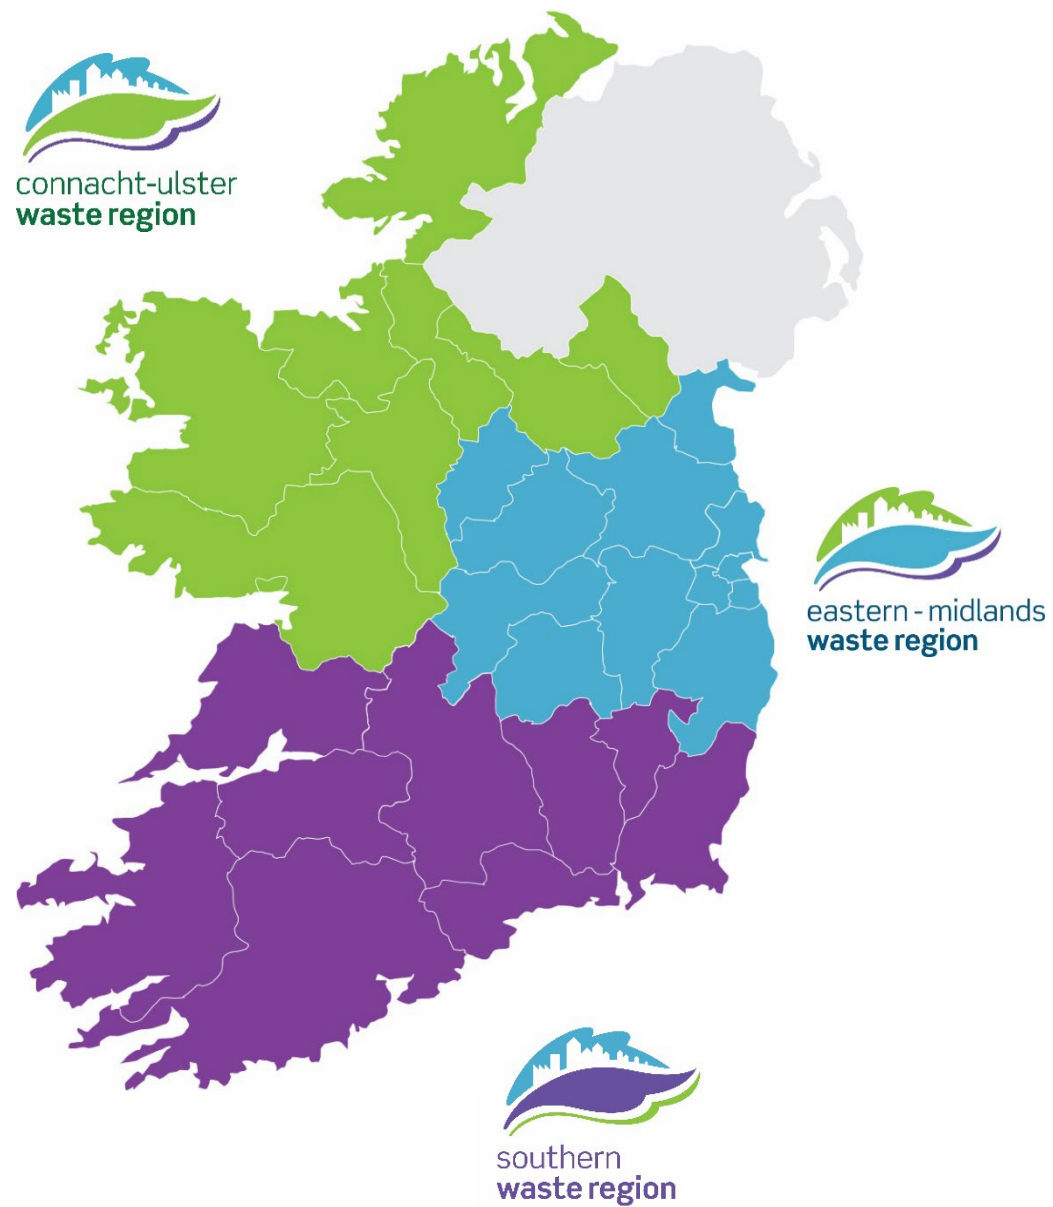 connacht-ulster
waste region
eastern - midlands
waste region
southern
waste region